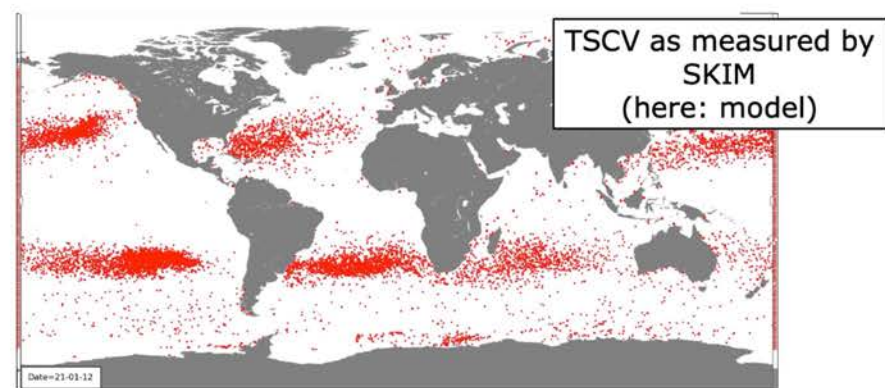 TSCV as measured by
SKIM
(here: model)
Date=21-01-12